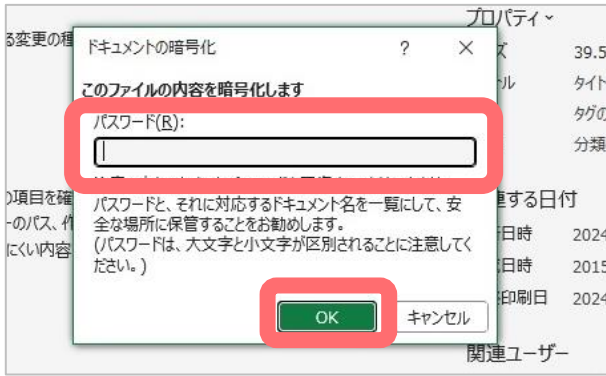 プロパティ
る変更の種
ドキュメントの暗号化 ? ×
ズ 39.5
このファイルの内容を暗号化します
トル タイト
パスワード(R):
タグの
分類
の項目を確
パスワードと、それに対応するドキュメント名を一覧にして、安
連する日付
ーのパス、作
全な場所に保管することをお勧めします。
日時 2024
にくい内容
(パスワードは、大文字と小文字が区別されることに注意してく
ださい。)
日時 2015
印刷日 2024
OK キャンセル
関連ユーザー